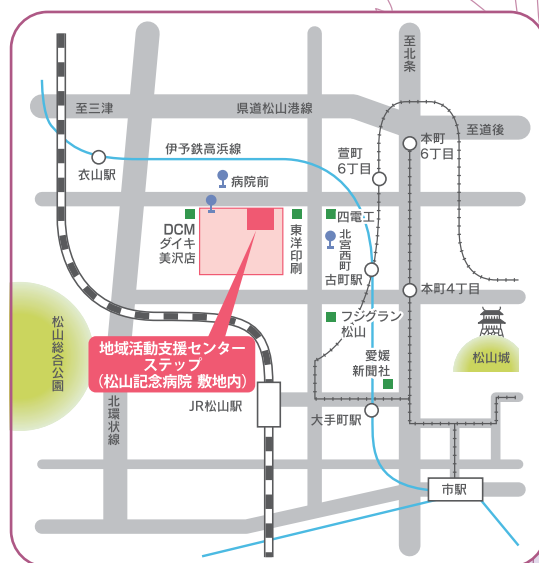 至北条
至三津
県道松山港線
至道後
本町
6丁目
伊予鉄高浜線
萱町
6丁目
衣山駅
病院前
DCM
ダイキ
美沢店
東洋印刷
四電工
北宮西町
古町駅
本町4丁目
フジグラン
松山
松山総合公園
地域活動支援センター
ステップ
（松山記念病院 敷地内）
愛媛
新聞社
松山城
JR松山駅
北環状線
大手町駅
市駅